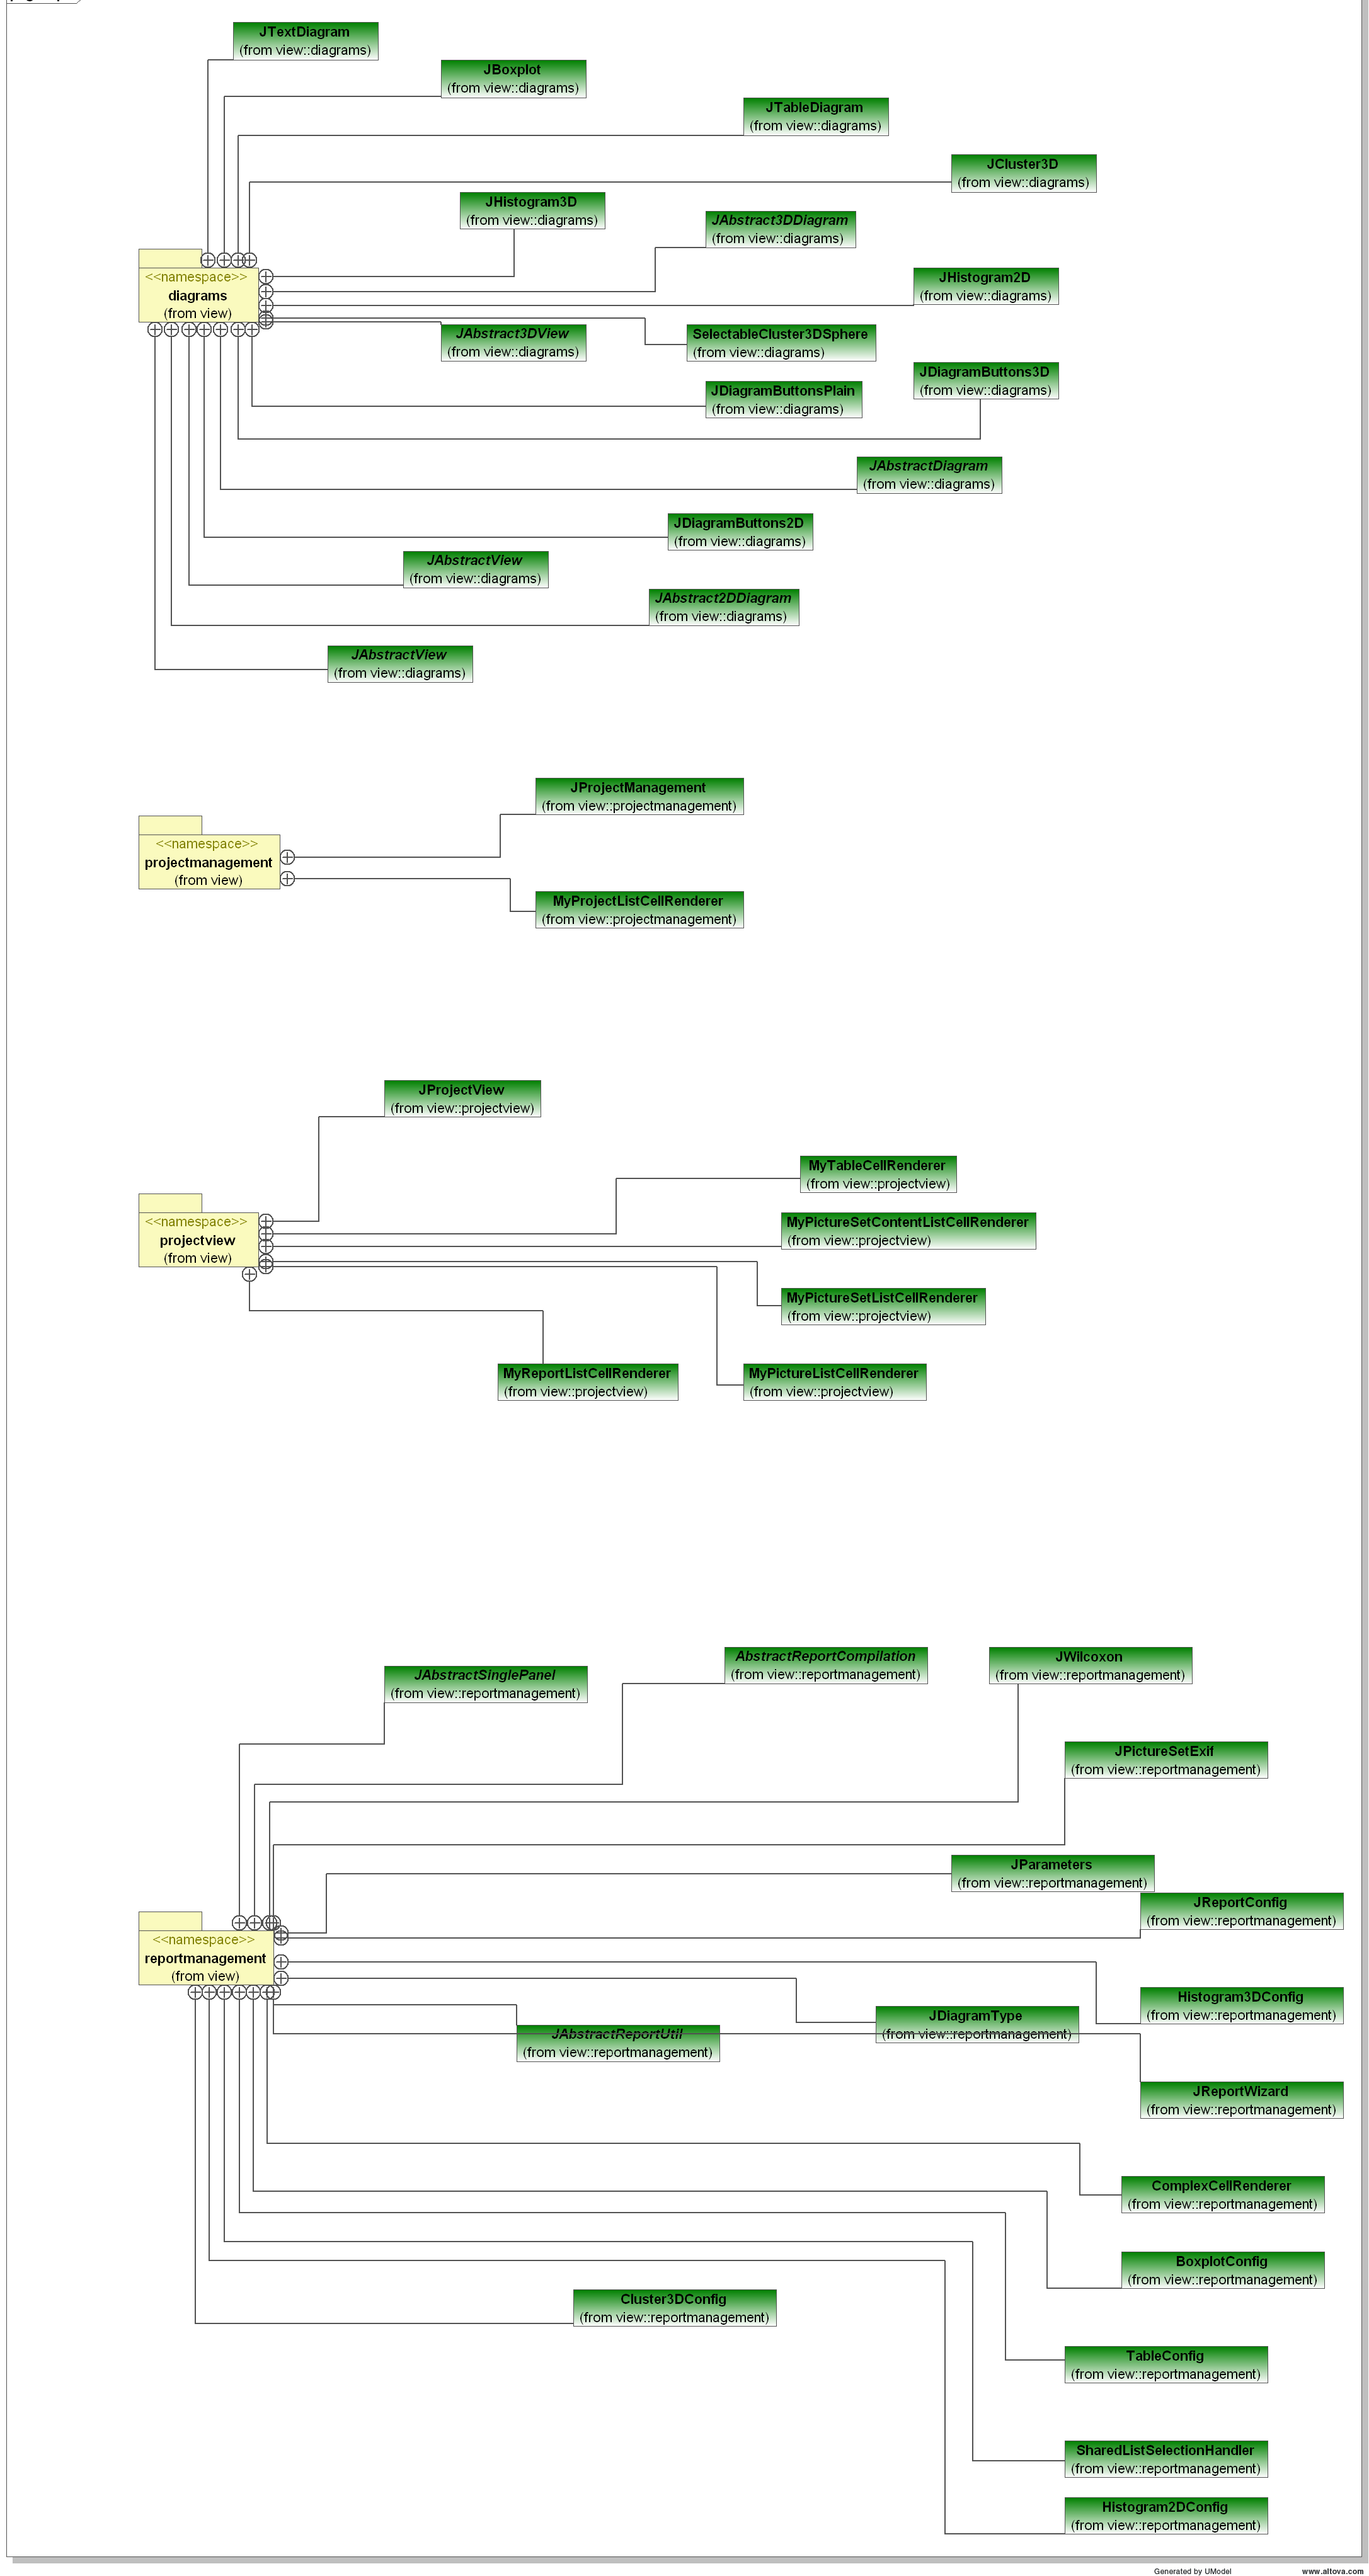 JTextDiagram
(from view::diagrams)
JBoxplot
(from view::diagrams)
JTableDiagram
(from view::diagrams)
JCluster3D
(from view::diagrams)
JHistogram3D
(from view::diagrams)
JAbstract3DDiagram
(from view::diagrams)
<<namespace>>
diagrams
(from view)
JHistogram2D
(from view::diagrams)
JAbstract3DView
(from view::diagrams)
SelectableCluster3DSphere
(from view::diagrams)
JDiagramButtons3D
(from view::diagrams)
JDiagramButtonsPlain
(from view::diagrams)
JAbstractDiagram
(from view::diagrams)
JDiagramButtons2D
(from view::diagrams)
JAbstractView
(from view::diagrams)
JAbstract2DDiagram
(from view::diagrams)
JAbstractView
(from view::diagrams)
JProjectManagement
(from view::projectmanagement)
<<namespace>>
projectmanagement
(from view)
MyProjectListCellRenderer
(from view::projectmanagement)
JProjectView
(from view::projectview)
MyTableCellRenderer
(from view::projectview)
<<namespace>>
projectview
(from view)
MyPictureSetContentListCellRenderer
(from view::projectview)
MyPictureSetListCellRenderer
(from view::projectview)
MyReportListCellRenderer
(from view::projectview)
MyPictureListCellRenderer
(from view::projectview)
JAbstractSinglePanel
(from view::reportmanagement)
AbstractReportCompilation
(from view::reportmanagement)
JWilcoxon
(from view::reportmanagement)
JPictureSetExif
(from view::reportmanagement)
JParameters
(from view::reportmanagement)
JReportConfig
(from view::reportmanagement)
<<namespace>>
reportmanagement
(from view)
Histogram3DConfig
(from view::reportmanagement)
JDiagramType
(from view::reportmanagement)
JAbstractReportUtil
(from view::reportmanagement)
JReportWizard
(from view::reportmanagement)
ComplexCellRenderer
(from view::reportmanagement)
BoxplotConfig
(from view::reportmanagement)
Cluster3DConfig
(from view::reportmanagement)
TableConfig
(from view::reportmanagement)
SharedListSelectionHandler
(from view::reportmanagement)
Histogram2DConfig
(from view::reportmanagement)
Generated by UModel www.altova.com